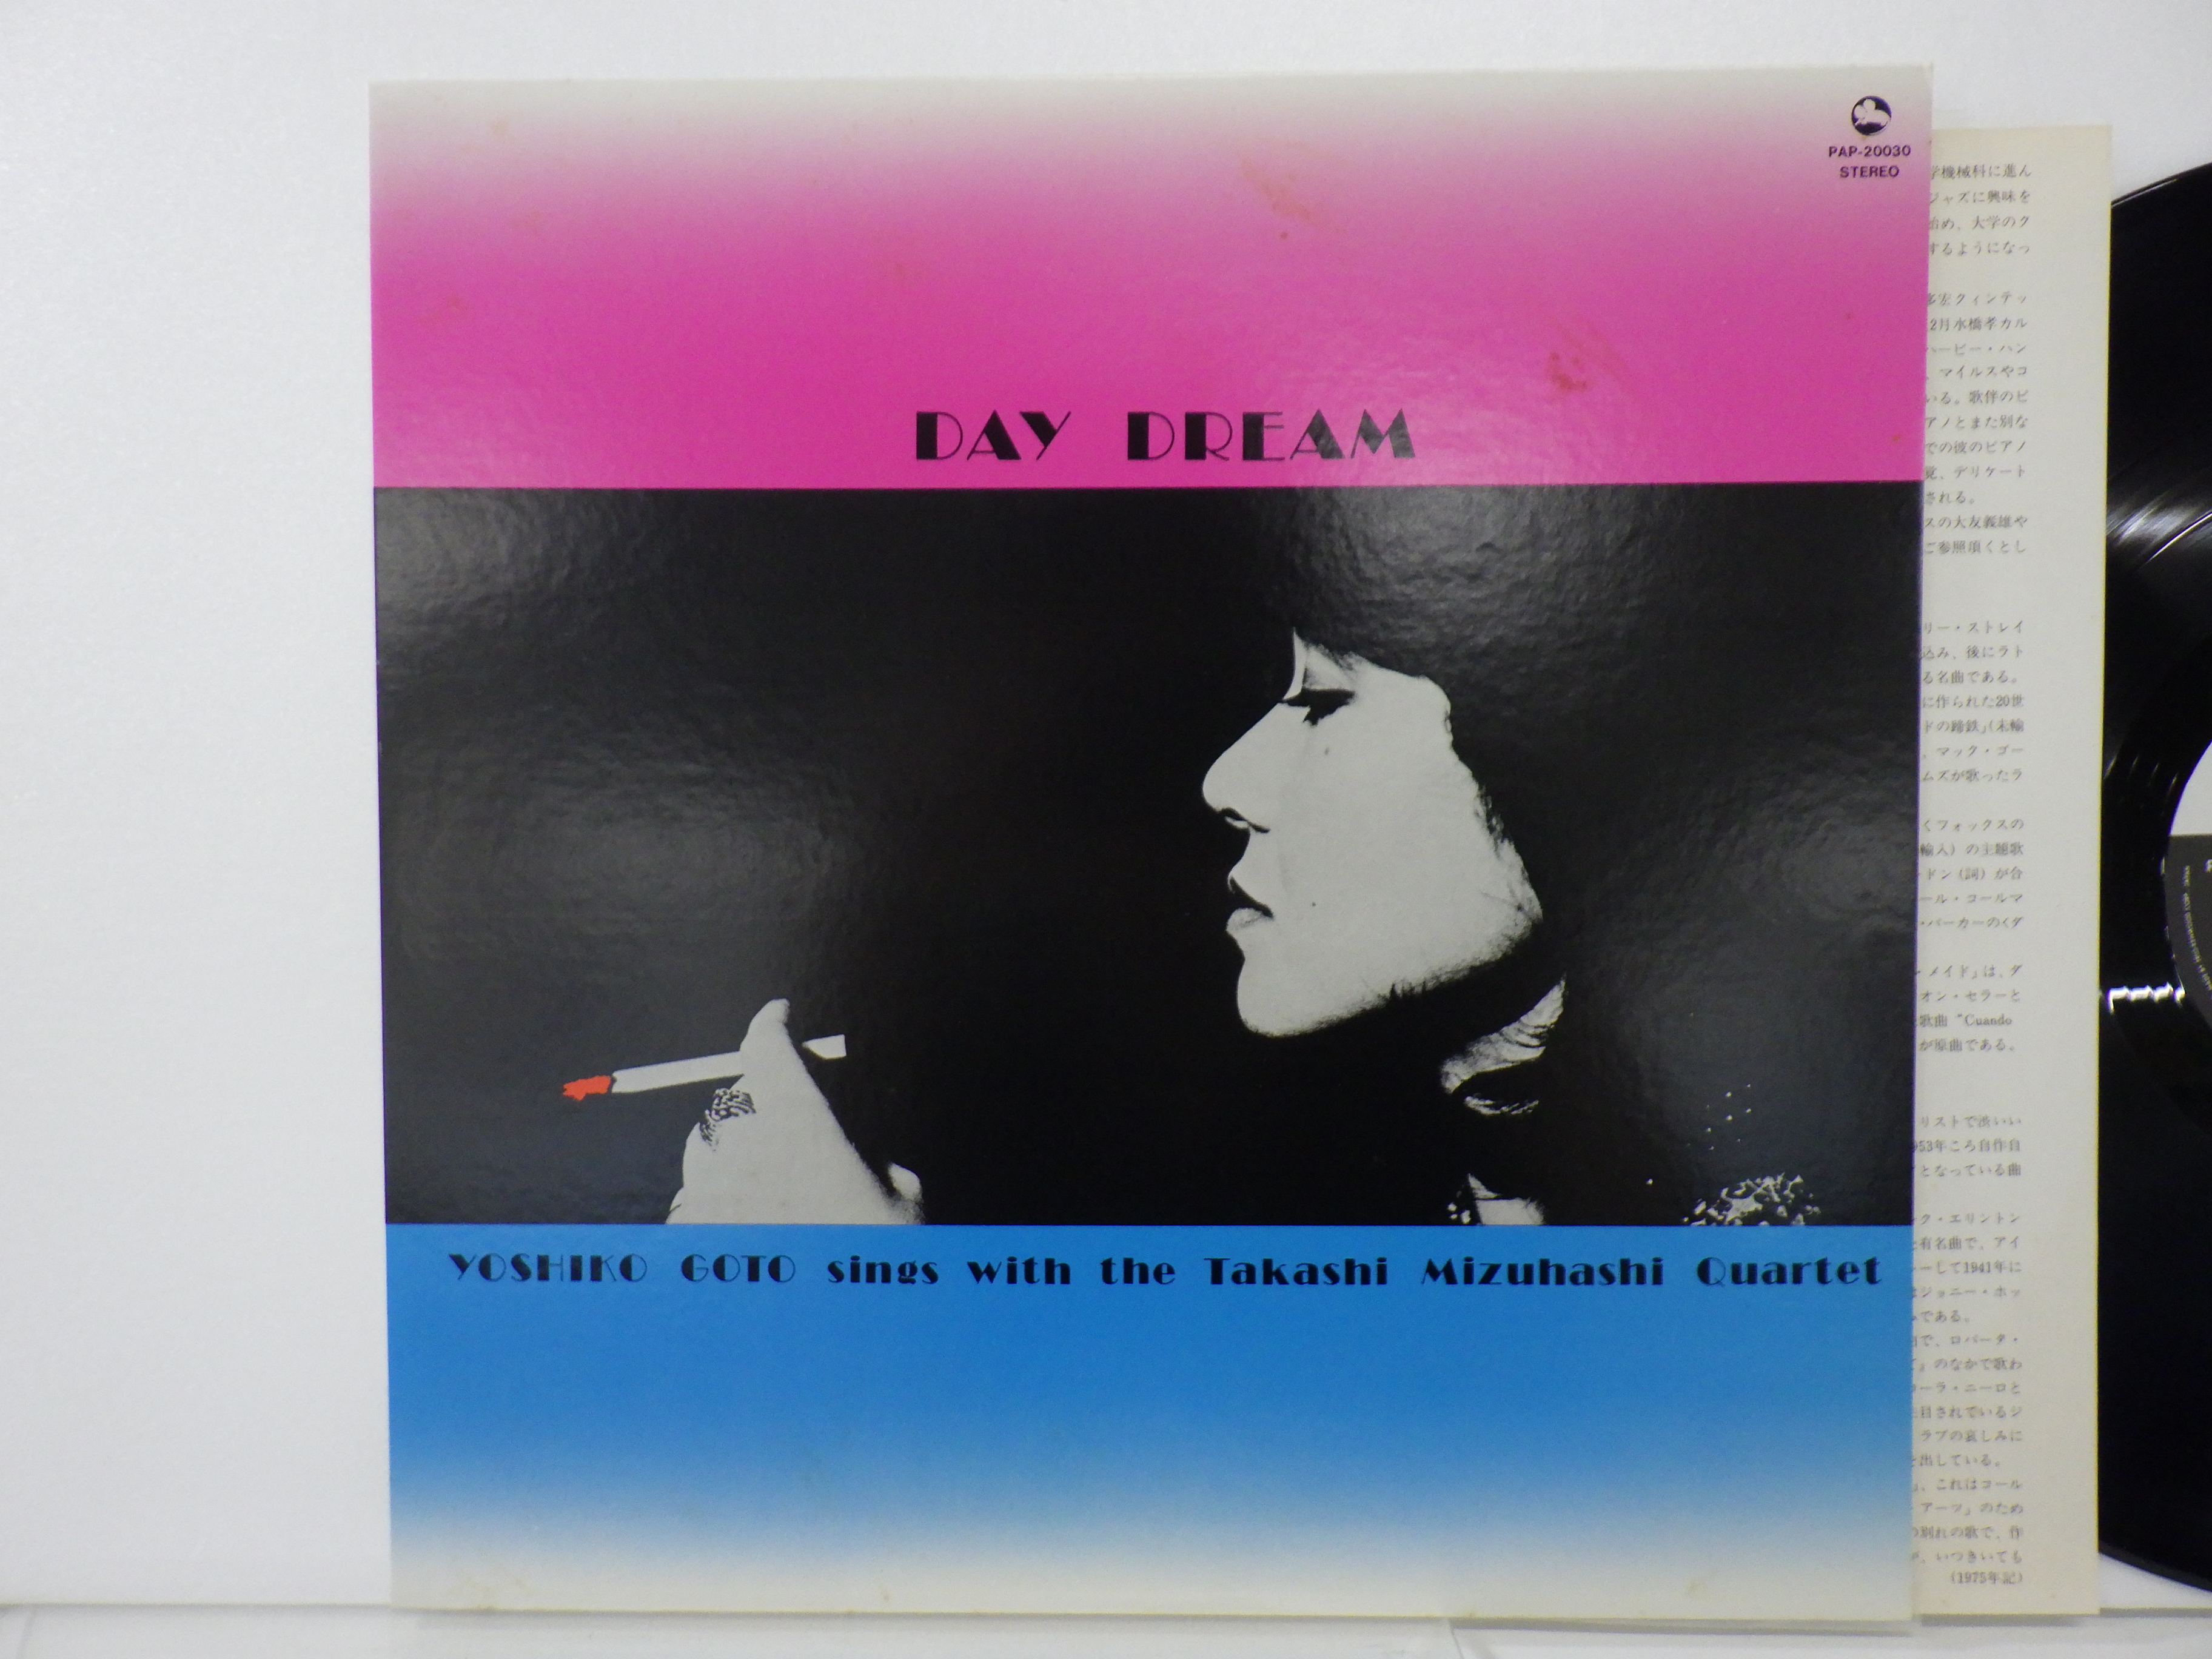 PAP-20030
STEREO
DAY DREAM
YOSHIKO GOTO sings with the Takashi Mizuhashi Quartet
学機械科に進ん
ジャズに興味を
始め、大学のク
するようになっ
多宏クィンテッ
2月水橋孝カル
ハービー・ハン
、マイルスやコ
いる。歌伴のピ
アノとまた別な
での彼のピアノ
覚、デリケート
される。
スの大友義雄や
ご参照頂くとし
リー・ストレイ
込み、後にラト
る名曲である。
に作られた20世
ドの蹄鉄」(未輸
、マック・ゴー
ムズが歌ったラ
くフォックスの
輸入）の主題歌
ードン（詞）が合
ール・コールマ
・パーカーのくダ
・メイド」は、ダ
オン・セラーと
歌曲 "Cuando
が原曲である。
リストで渋いい
953年ころ自作自
となっている曲
ク・エリントン
有名曲で、アイ
ーして1941年に
ジョニー・ホッ
である。
で、ロバータ・
』のなかで歌わ
ーラ・ニーロと
目されているジ
ラブの哀しみに
出している。
」、これはコール
・アーツ」のため
の別れの歌で、作
、いつきいても
(1975年記)